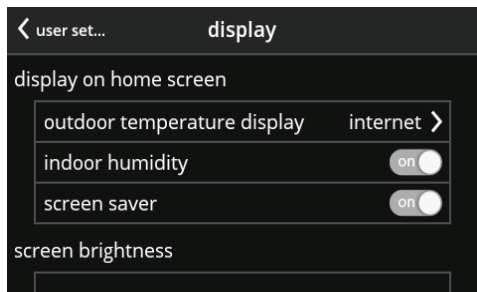 user set... display
display on home screen
outdoor temperature display internet
indoor humidity on
screen saver on
screen brightness